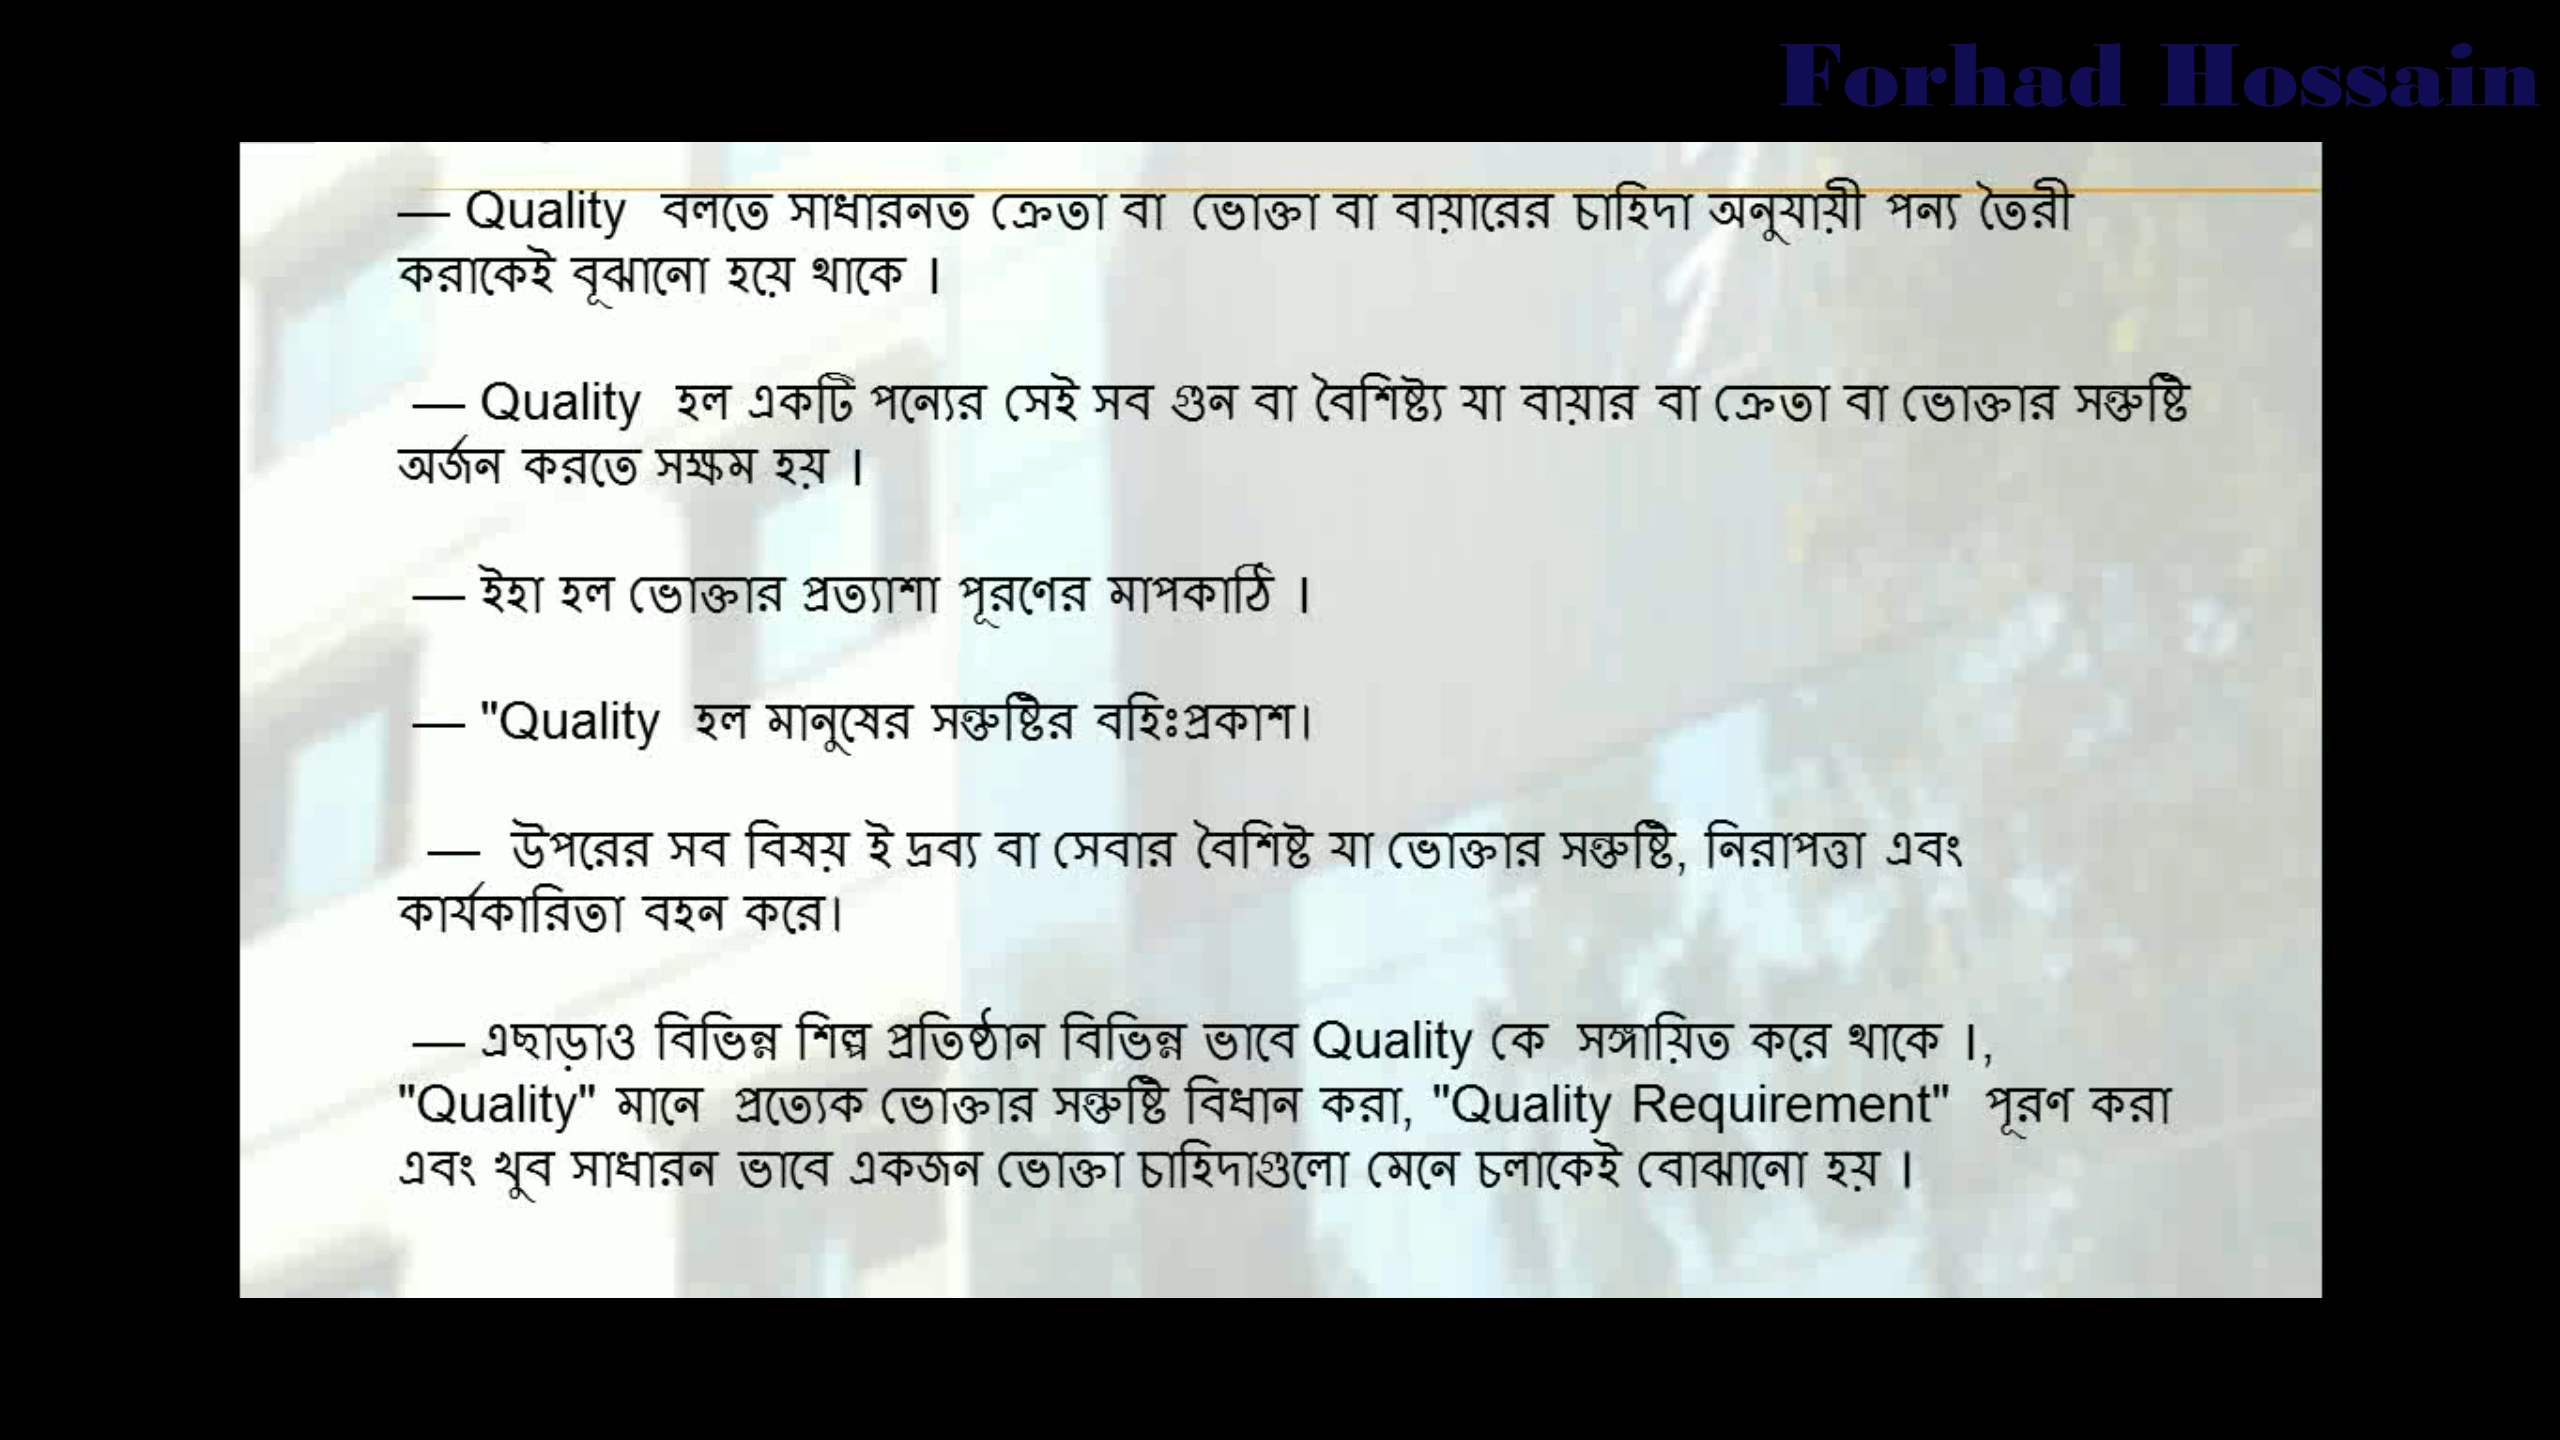 Forhad Hossain
— Quality বলতে সাধারনত ক্রেতা বা ভোক্তা বা বায়ারের চাহিদা অনুযায়ী পন্য তৈরী
করাকেই বূঝানো হয়ে থাকে ।
— Quality হল একটি পন্যের সেই সব গুন বা বৈশিষ্ট্য যা বায়ার বা ক্রেতা বা ভোক্তার সন্তুষ্টি
অর্জন করতে সক্ষম হয় ।
— ইহা হল ভোক্তার প্রত্যাশা পূরণের মাপকাঠি ।
— "Quality হল মানুষের সন্তুষ্টির বহিঃপ্রকাশ।
— উপরের সব বিষয় ই দ্রব্য বা সেবার বৈশিষ্ট যা ভোক্তার সন্তুষ্টি, নিরাপত্তা এবং
কার্যকারিতা বহন করে।
— এছাড়াও বিভিন্ন শিল্প প্রতিষ্ঠান বিভিন্ন ভাবে Quality কে সঙ্গায়িত করে থাকে ।,
"Quality" মানে প্রত্যেক ভোক্তার সন্তুষ্টি বিধান করা, "Quality Requirement" পূরণ করা
এবং খুব সাধারন ভাবে একজন ভোক্তা চাহিদাগুলো মেনে চলাকেই বোঝানো হয় ।